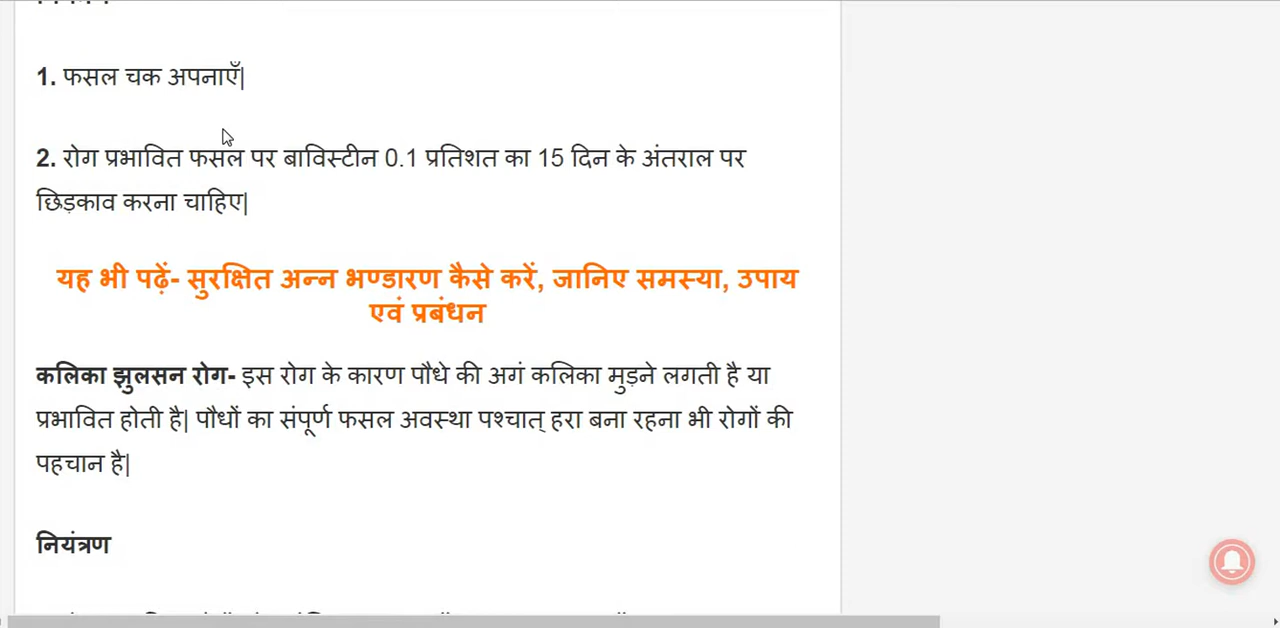 1. फसल चक अपनाएँ|
2. रोग प्रभावित फसल पर बाविस्टीन 0.1 प्रतिशत का 15 दिन के अंतराल पर
छिड़काव करना चाहिए|
यह भी पढ़ें- सुरक्षित अन्न भण्डारण कैसे करें, जानिए समस्या, उपाय
एवं प्रबंधन
कलिका झुलसन रोग- इस रोग के कारण पौधे की अगं कलिका मुड़ने लगती है या
प्रभावित होती है| पौधों का संपूर्ण फसल अवस्था पश्चात् हरा बना रहना भी रोगों की
पहचान है|
नियंत्रण